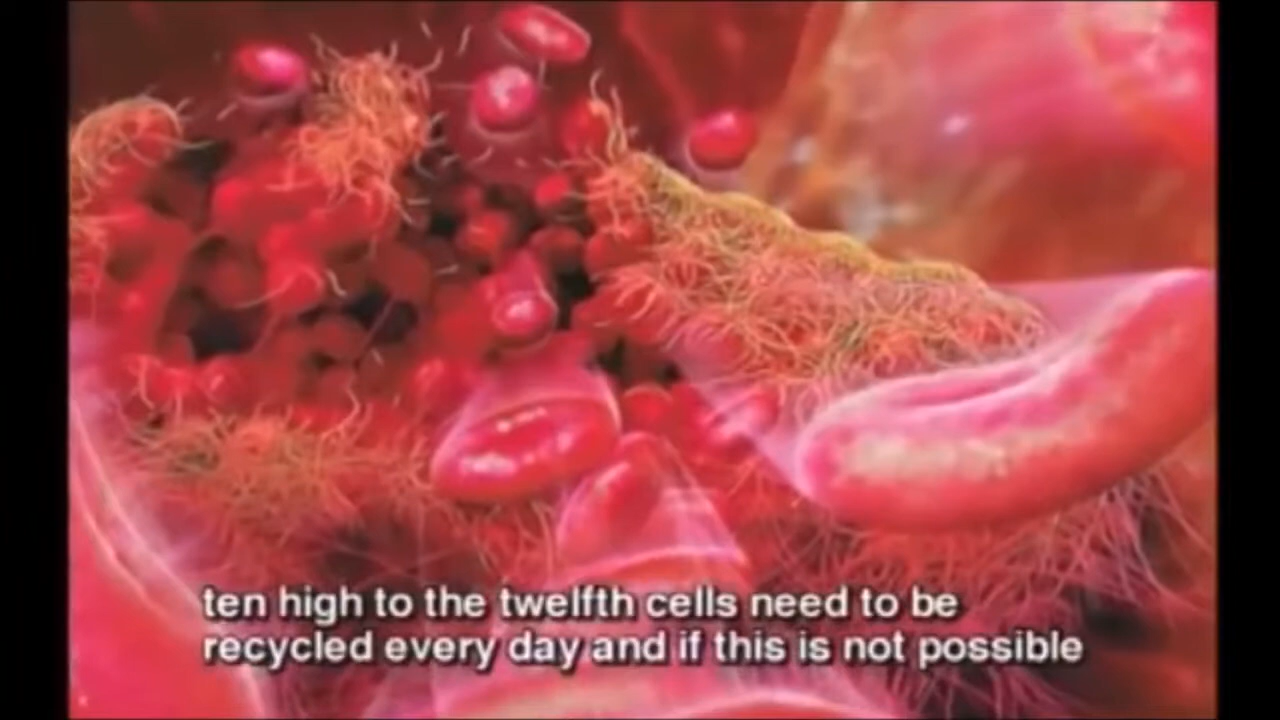 ten high to the twelfth cells need to be
recycled every day and if this is not possible